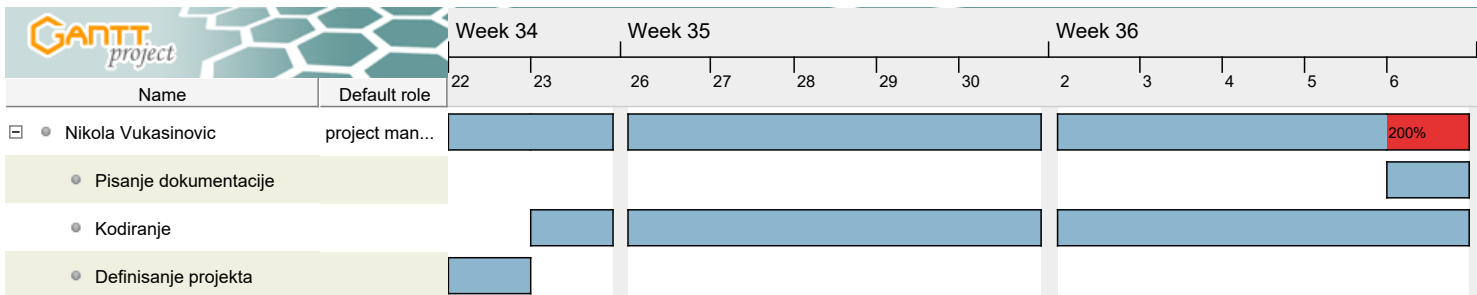 GANTT
project
Week 34 Week 35 Week 36
22 23 26 27 28 29 30 2 3 4 5 6
Name Default role
Nikola Vukasinovic project man...
200%
Pisanje dokumentacije
Kodiranje
Definisanje projekta